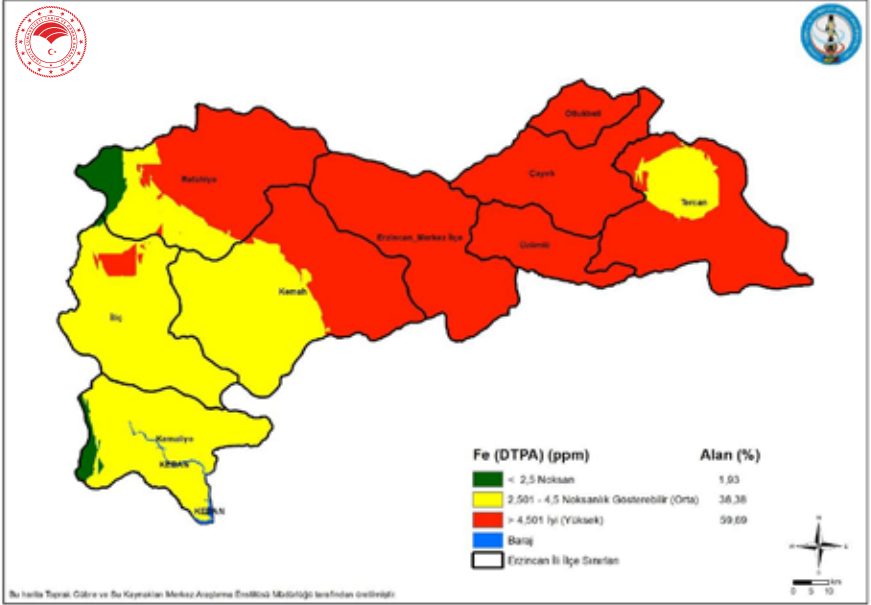 Otlukbeli
Refahiye
Çayırlı
Tercan
Erzincan_Merkez İlçe
Üzümlü
Kemah
İliç
Kemaliye
KEBAN
KEBAN
Fe (DTPA) (ppm) Alan (%)
< 2,5 Noksan 1,93
2,501 - 4,5 Noksanlık Gösterebilir (Orta) 38,38
> 4,501 İyi (Yüksek) 59,69
Baraj
Erzincan İli İlçe Sınırları
N
W E
S
km
0 5 10
Bu harita Toprak Gübre ve Su Kaynakları Merkez Araştırma Enstitüsü Müdürlüğü tarafından üretilmiştir.